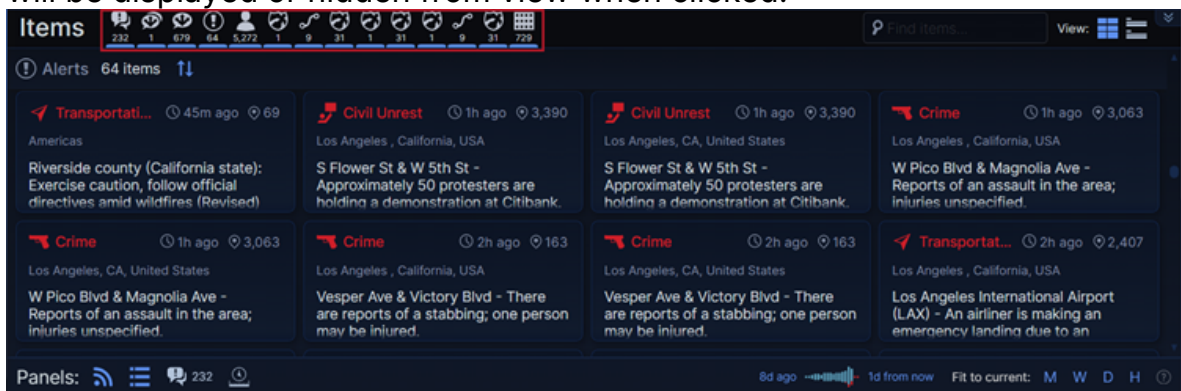 will be displayed or hidden from view when clicked.
Items 232 1 679 64 5,272 1 9 31 1 31 1 9 31 729 Find items... View:
Alerts 64 items
Transportati... 45m ago 69
Americas
Riverside county (California state):
Exercise caution, follow official
directives amid wildfires (Revised)
Civil Unrest 1h ago 3,390
Los Angeles , California, USA
S Flower St & W 5th St -
Approximately 50 protesters are
holding a demonstration at Citibank.
Civil Unrest 1h ago 3,390
Los Angeles, CA, United States
S Flower St & W 5th St -
Approximately 50 protesters are
holding a demonstration at Citibank.
Crime 1h ago 3,063
Los Angeles , California, USA
W Pico Blvd & Magnolia Ave -
Reports of an assault in the area;
injuries unspecified.
Crime 1h ago 3,063
Los Angeles, CA, United States
W Pico Blvd & Magnolia Ave -
Reports of an assault in the area;
injuries unspecified.
Crime 2h ago 163
Los Angeles , California, USA
Vesper Ave & Victory Blvd - There
are reports of a stabbing; one person
may be injured.
Crime 2h ago 163
Los Angeles, CA, United States
Vesper Ave & Victory Blvd - There
are reports of a stabbing; one person
may be injured.
Transportat... 2h ago 2,407
Los Angeles , California, USA
Los Angeles International Airport
(LAX) - An airliner is making an
emergency landing due to an
Panels: 232 8d ago 1d from now Fit to current: M W D H